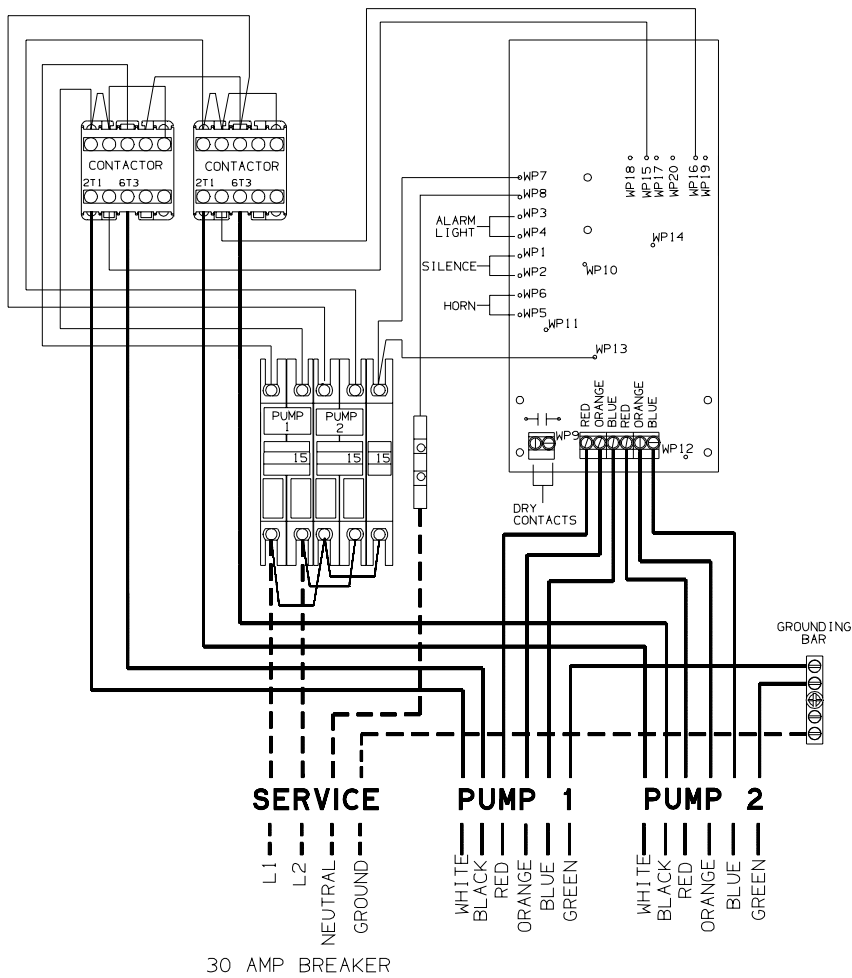 CONTACTOR
2T1 6T3
CONTACTOR
2T1 6T3
WP7
WP8
WP3
WP4
WP1
WP2
WP6
WP5
ALARM
LIGHT
SILENCE
HORN
WP18
WP15
WP17
WP20
WP16
WP19
WP14
WP10
WP11
WP13
PUMP
1
PUMP
2
15
15
15
RED
ORANGE
BLUE
RED
ORANGE
BLUE
WP9
WP12
DRY
CONTACTS
GROUNDING
BAR
SERVICE
PUMP 1
PUMP 2
L1
L2
NEUTRAL
GROUND
WHITE
BLACK
RED
ORANGE
BLUE
GREEN
WHITE
BLACK
RED
ORANGE
BLUE
GREEN
30 AMP BREAKER